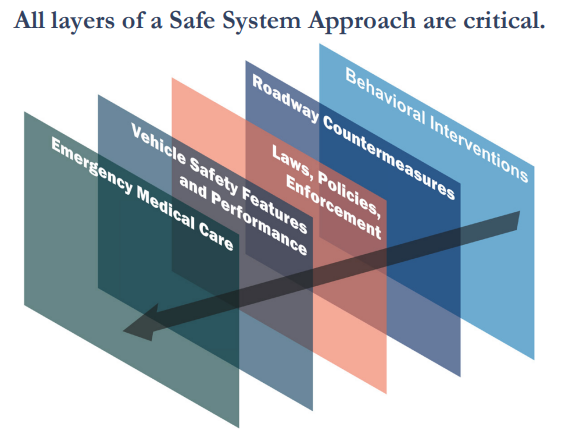 All layers of a Safe System Approach are critical.
Behavioral Interventions
Roadway Countermeasures
Laws, Policies,
Enforcement
Vehicle Safety Features
and Performance
Emergency Medical Care